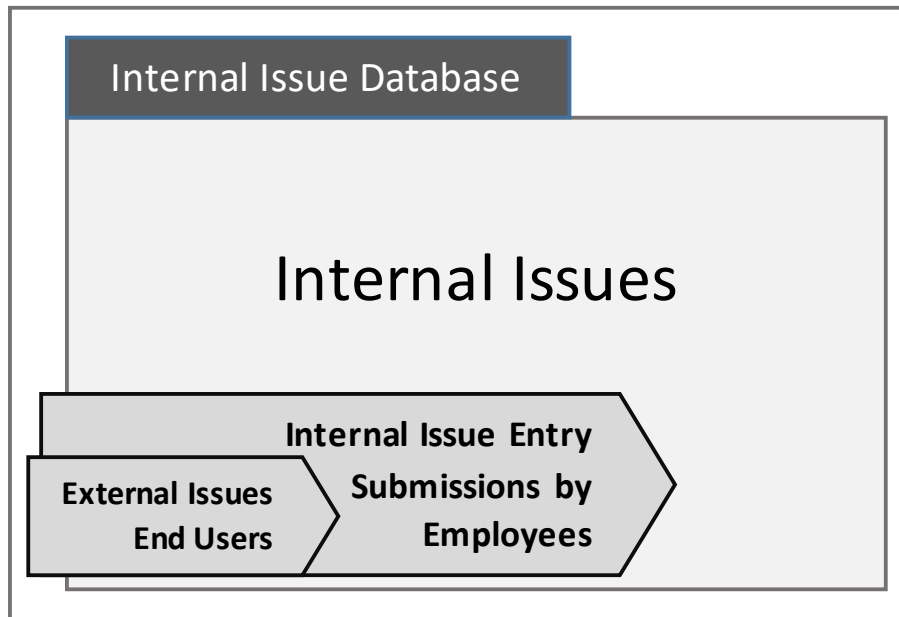 Internal Issue Database
Internal Issues
Internal Issue Entry
Submissions by
Employees
External Issues
End Users